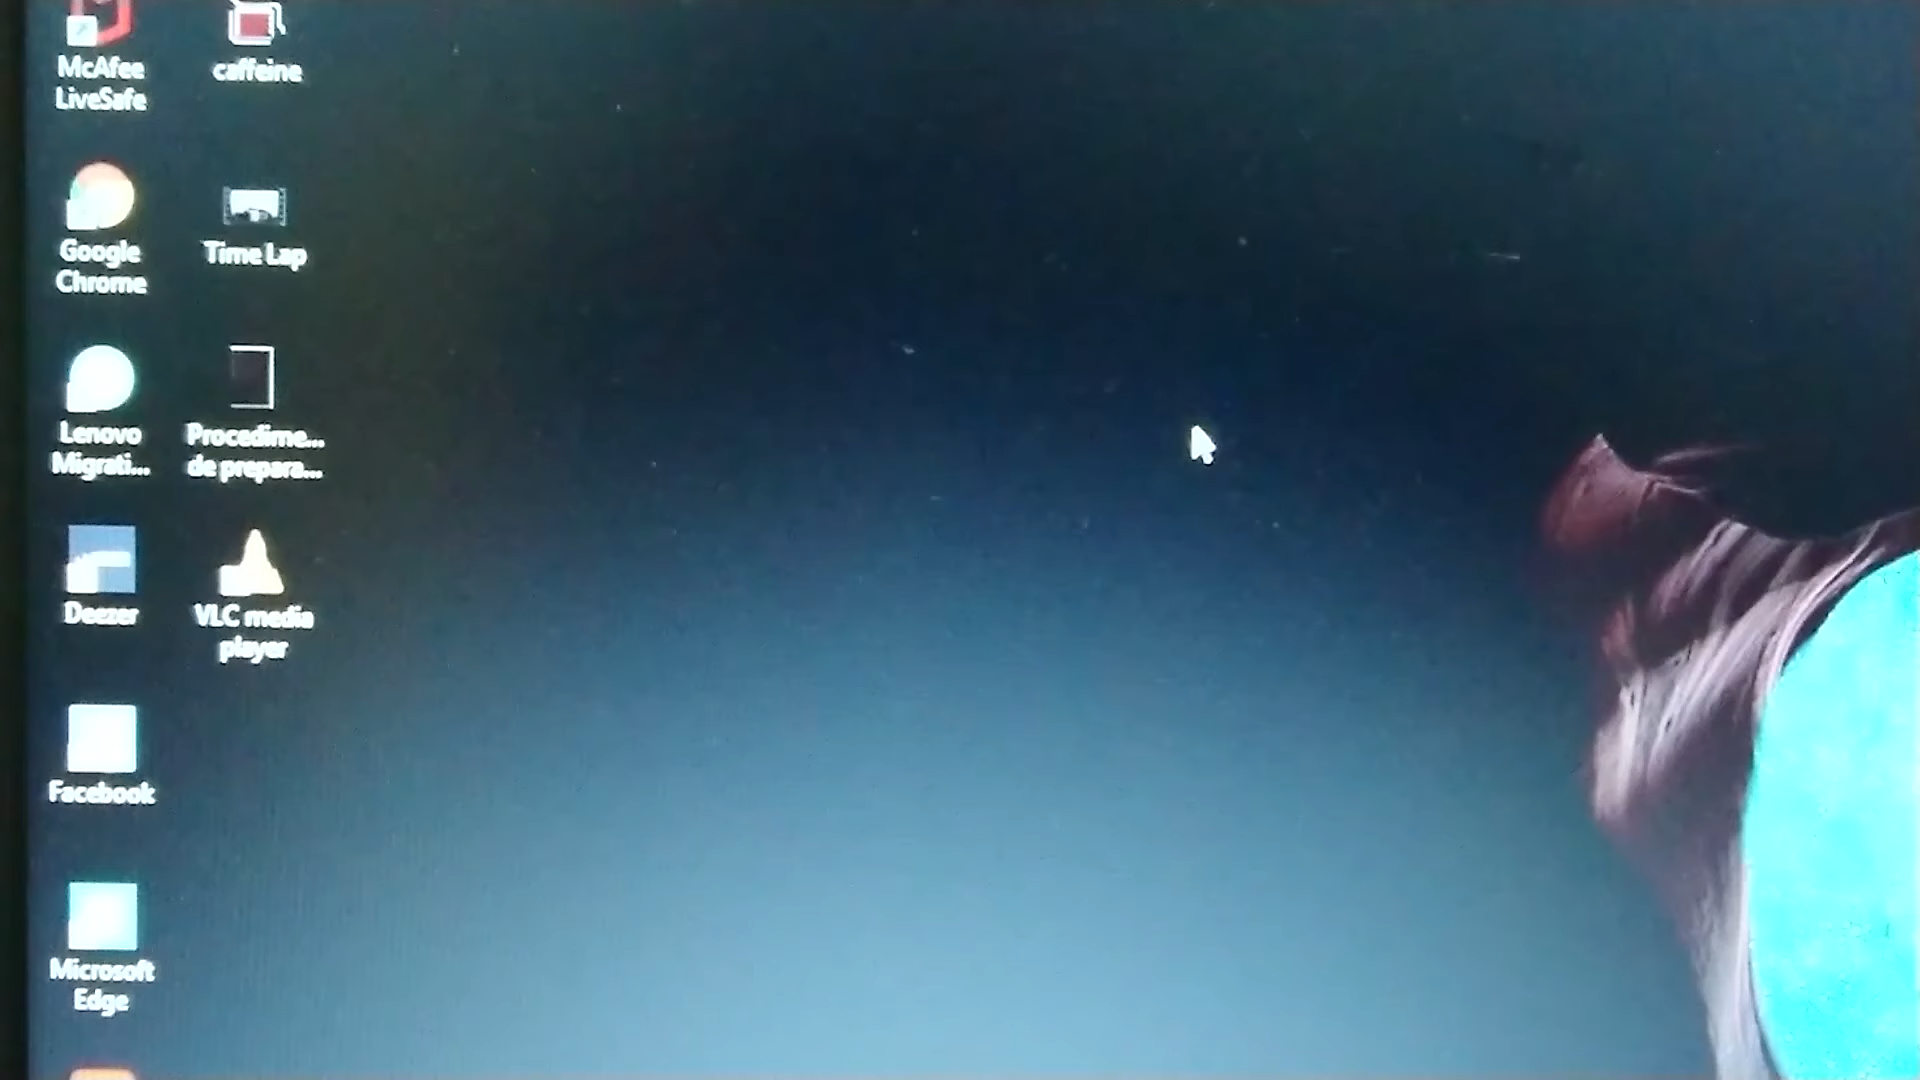 McAfee
LiveSafe
caffeine
Google
Chrome
Time Lap
Lenovo
Migrati...
Procedime...
de prepara...
Deezer
VLC media
player
Facebook
Microsoft
Edge